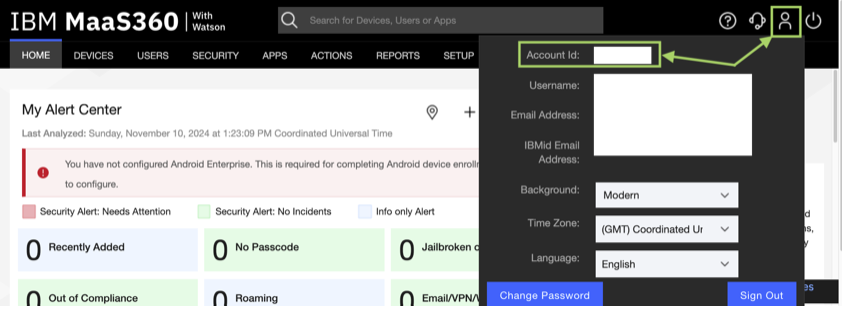 IBM MaaS360 | With Watson
Search for Devices, Users or Apps
HOME DEVICES USERS SECURITY APPS ACTIONS REPORTS SETUP
Account Id:
Username:
Email Address:
IBMid Email
Address:
Background: Modern
Time Zone: (GMT) Coordinated Ur
Language: English
Change Password Sign Out
My Alert Center
Last Analyzed: Sunday, November 10, 2024 at 1:23:09 PM Coordinated Universal Time
You have not configured Android Enterprise. This is required for completing Android device enrolln
to configure.
Security Alert: Needs Attention Security Alert: No Incidents Info only Alert
0 Recently Added 0 No Passcode 0 Jailbroken o
0 Out of Compliance 0 Roaming 0 Email/VPN/
d
s,
y
es